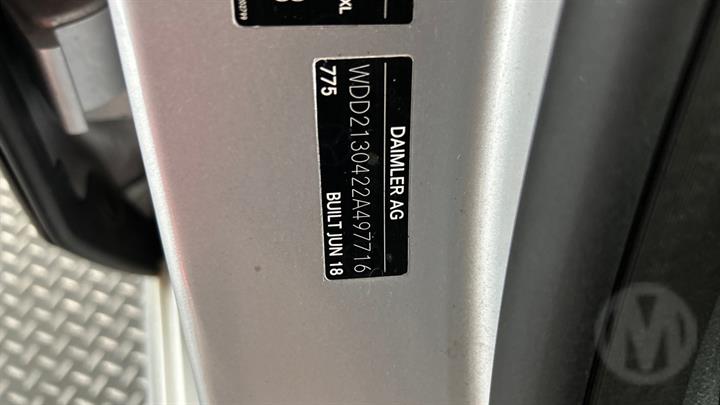 DAIMLER AG
WDD2130422A497716
775 BUILT JUN 18
XL
M